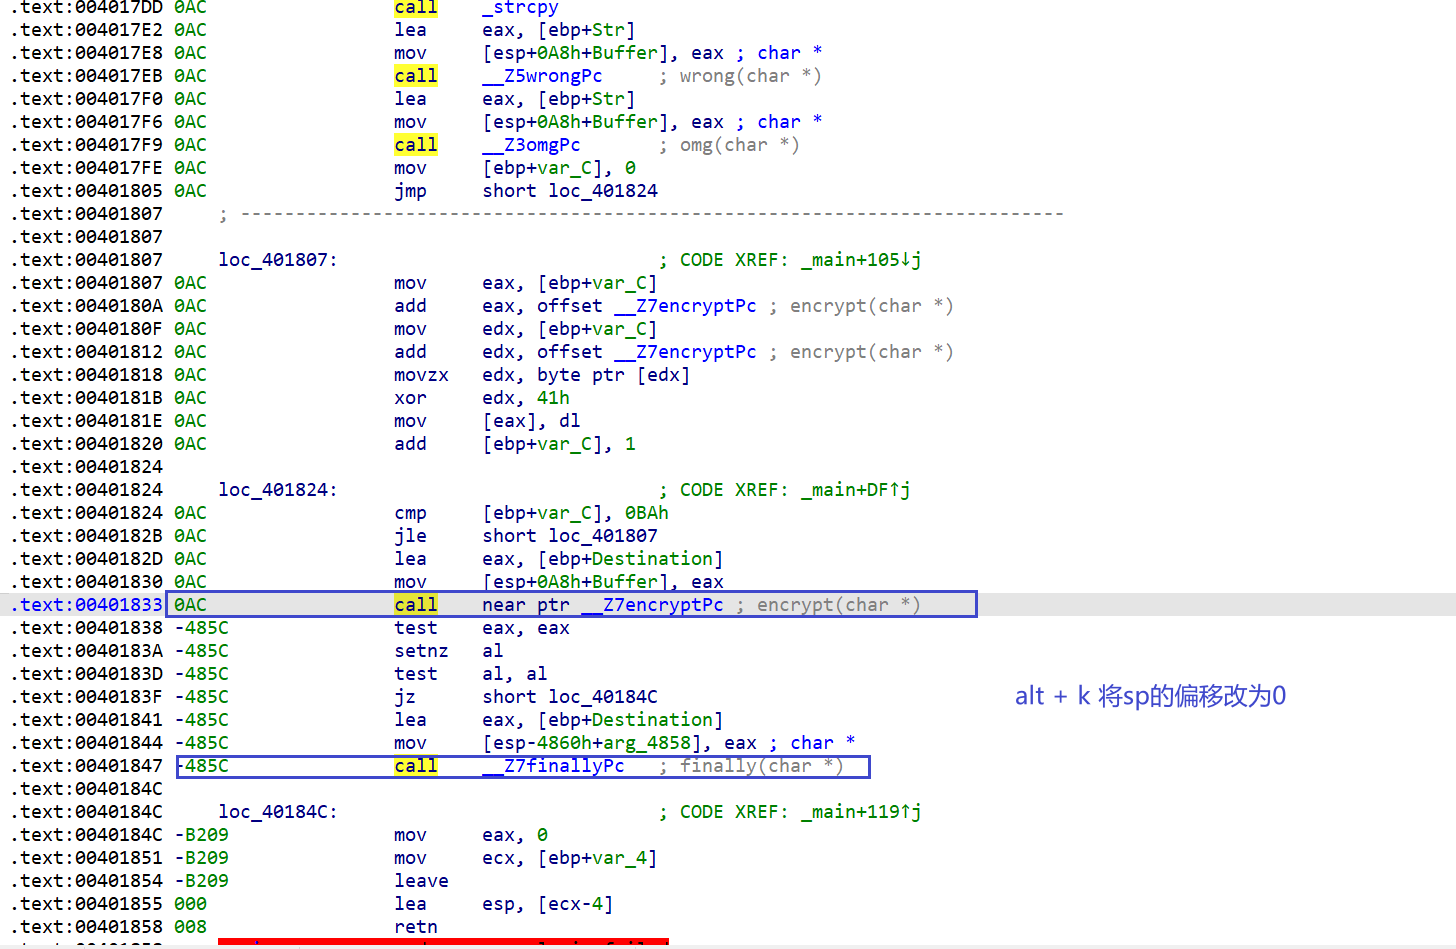 .text:004017DD 0AC                 call    _strcpy
.text:004017E2 0AC                 lea     eax, [ebp+Str]
.text:004017E8 0AC                 mov     [esp+0A8h+Buffer], eax ; char *
.text:004017EB 0AC                 call    __Z5wrongPc     ; wrong(char *)
.text:004017F0 0AC                 lea     eax, [ebp+Str]
.text:004017F6 0AC                 mov     [esp+0A8h+Buffer], eax ; char *
.text:004017F9 0AC                 call    __Z3omgPc       ; omg(char *)
.text:004017FE 0AC                 mov     [ebp+var_C], 0
.text:00401805 0AC                 jmp     short loc_401824
.text:00401807     ; ---------------------------------------------------------------------------
.text:00401807
.text:00401807     loc_401807:                             ; CODE XREF: _main+105↓j
.text:00401807 0AC                 mov     eax, [ebp+var_C]
.text:0040180A 0AC                 add     eax, offset __Z7encryptPc ; encrypt(char *)
.text:0040180F 0AC                 mov     edx, [ebp+var_C]
.text:00401812 0AC                 add     edx, offset __Z7encryptPc ; encrypt(char *)
.text:00401818 0AC                 movzx   edx, byte ptr [edx]
.text:0040181B 0AC                 xor     edx, 41h
.text:0040181E 0AC                 mov     [eax], dl
.text:00401820 0AC                 add     [ebp+var_C], 1
.text:00401824
.text:00401824     loc_401824:                             ; CODE XREF: _main+DF↑j
.text:00401824 0AC                 cmp     [ebp+var_C], 0BAh
.text:0040182B 0AC                 jle     short loc_401807
.text:0040182D 0AC                 lea     eax, [ebp+Destination]
.text:00401830 0AC                 mov     [esp+0A8h+Buffer], eax
.text:00401833 0AC                 call    near ptr __Z7encryptPc ; encrypt(char *)
.text:00401838 -485C               test    eax, eax
.text:0040183A -485C               setnz   al
.text:0040183D -485C               test    al, al
.text:0040183F -485C               jz      short loc_40184C
alt + k 将sp的偏移改为0
.text:00401841 -485C               lea     eax, [ebp+Destination]
.text:00401844 -485C               mov     [esp-4860h+arg_4858], eax ; char *
.text:00401847 -485C               call    __Z7finallyPc   ; finally(char *)
.text:0040184C
.text:0040184C     loc_40184C:                             ; CODE XREF: _main+119↑j
.text:0040184C -B209               mov     eax, 0
.text:00401851 -B209               mov     ecx, [ebp+var_4]
.text:00401854 -B209               leave
.text:00401855 000                 lea     esp, [ecx-4]
.text:00401858 008                 retn